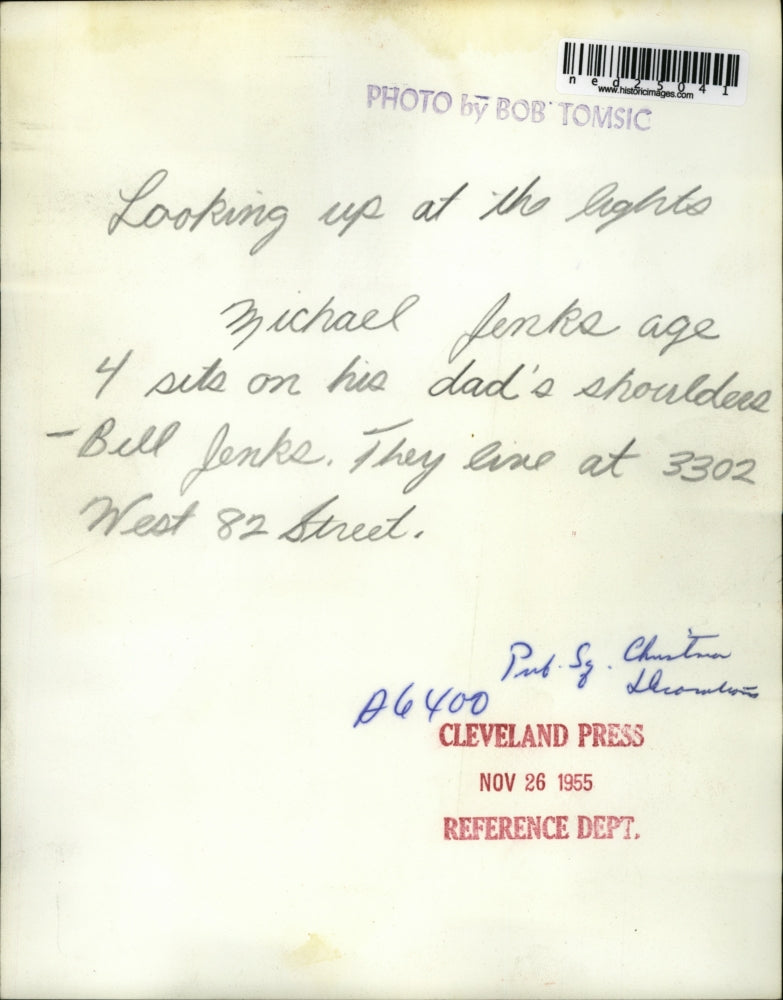 ned25041
www.historicimages.com
PHOTO by BOB TOMSIC
Looking up at the lights
Michael Jenks age
4 sits on his dad's shoulders
- Bill Jenks. They live at 3302
West 82 Street.
Pub. Sq. Christmas
Decorations
A6400
CLEVELAND PRESS
NOV 26 1955
REFERENCE DEPT.